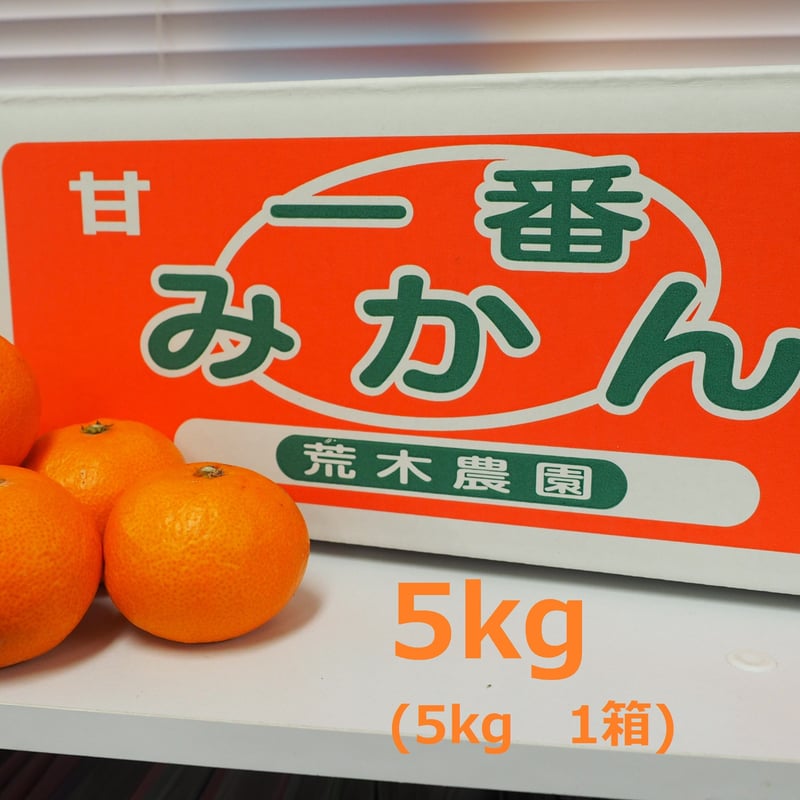 甘 一番
みかん
荒木農園
5kg
(5kg 1箱)